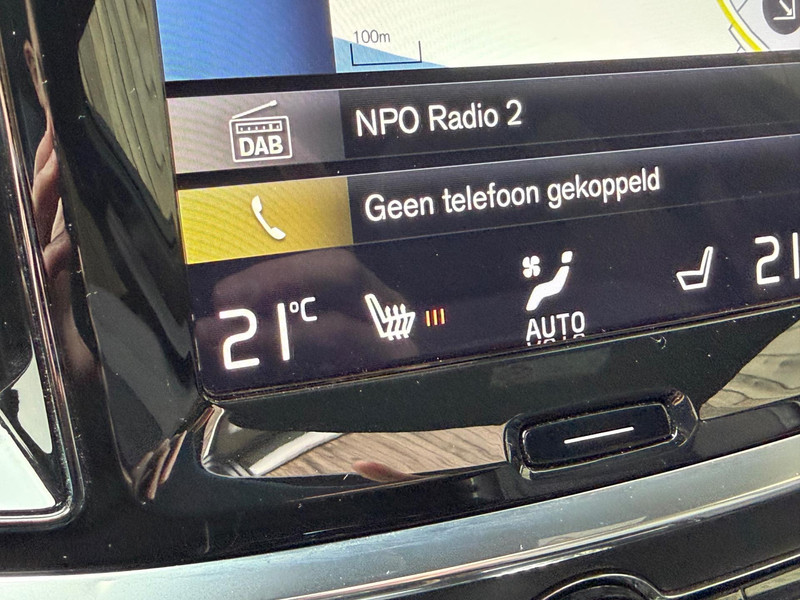 100m
DAB
NPO Radio 2
Geen telefoon gekoppeld
21°C
AUTO
21